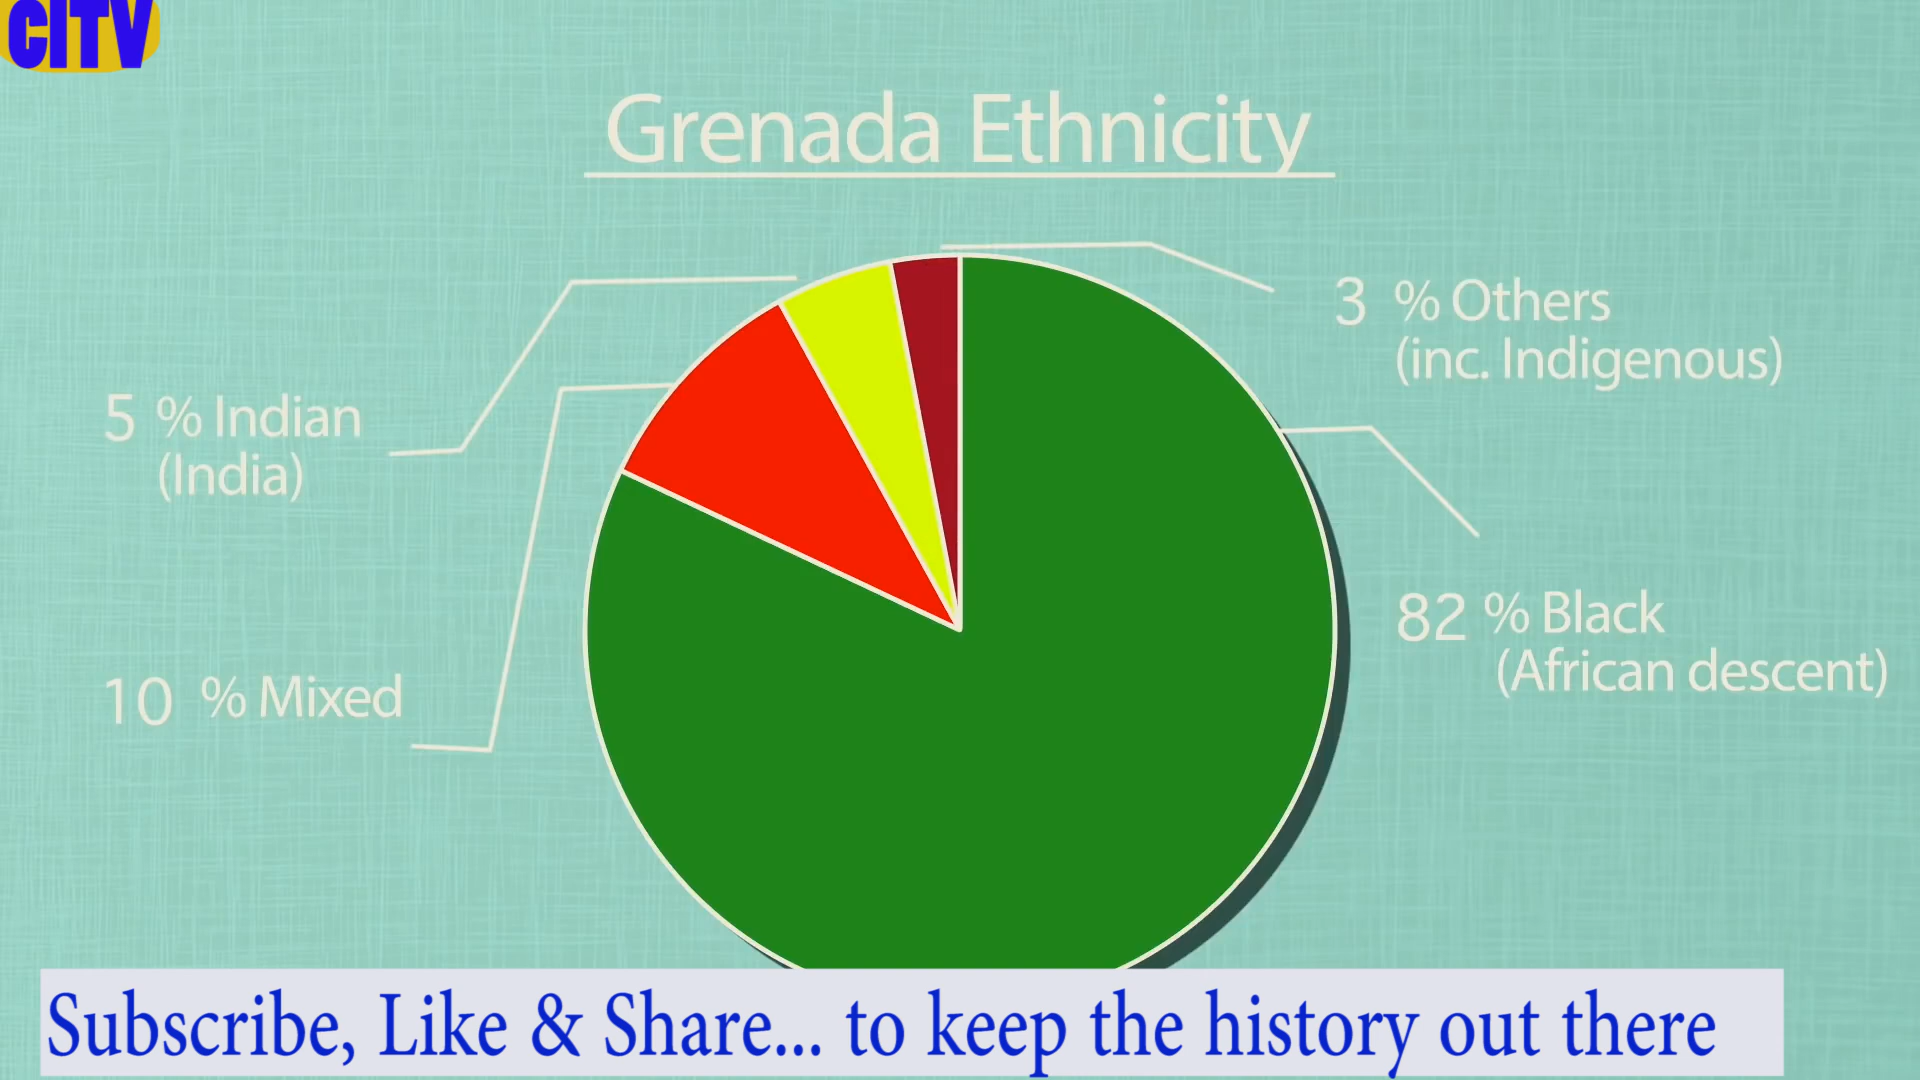 CITV
Grenada Ethnicity
3 % Others
(inc. Indigenous)
5 % Indian
(India)
82 % Black
(African descent)
10 % Mixed
Subscribe, Like & Share... to keep the history out there